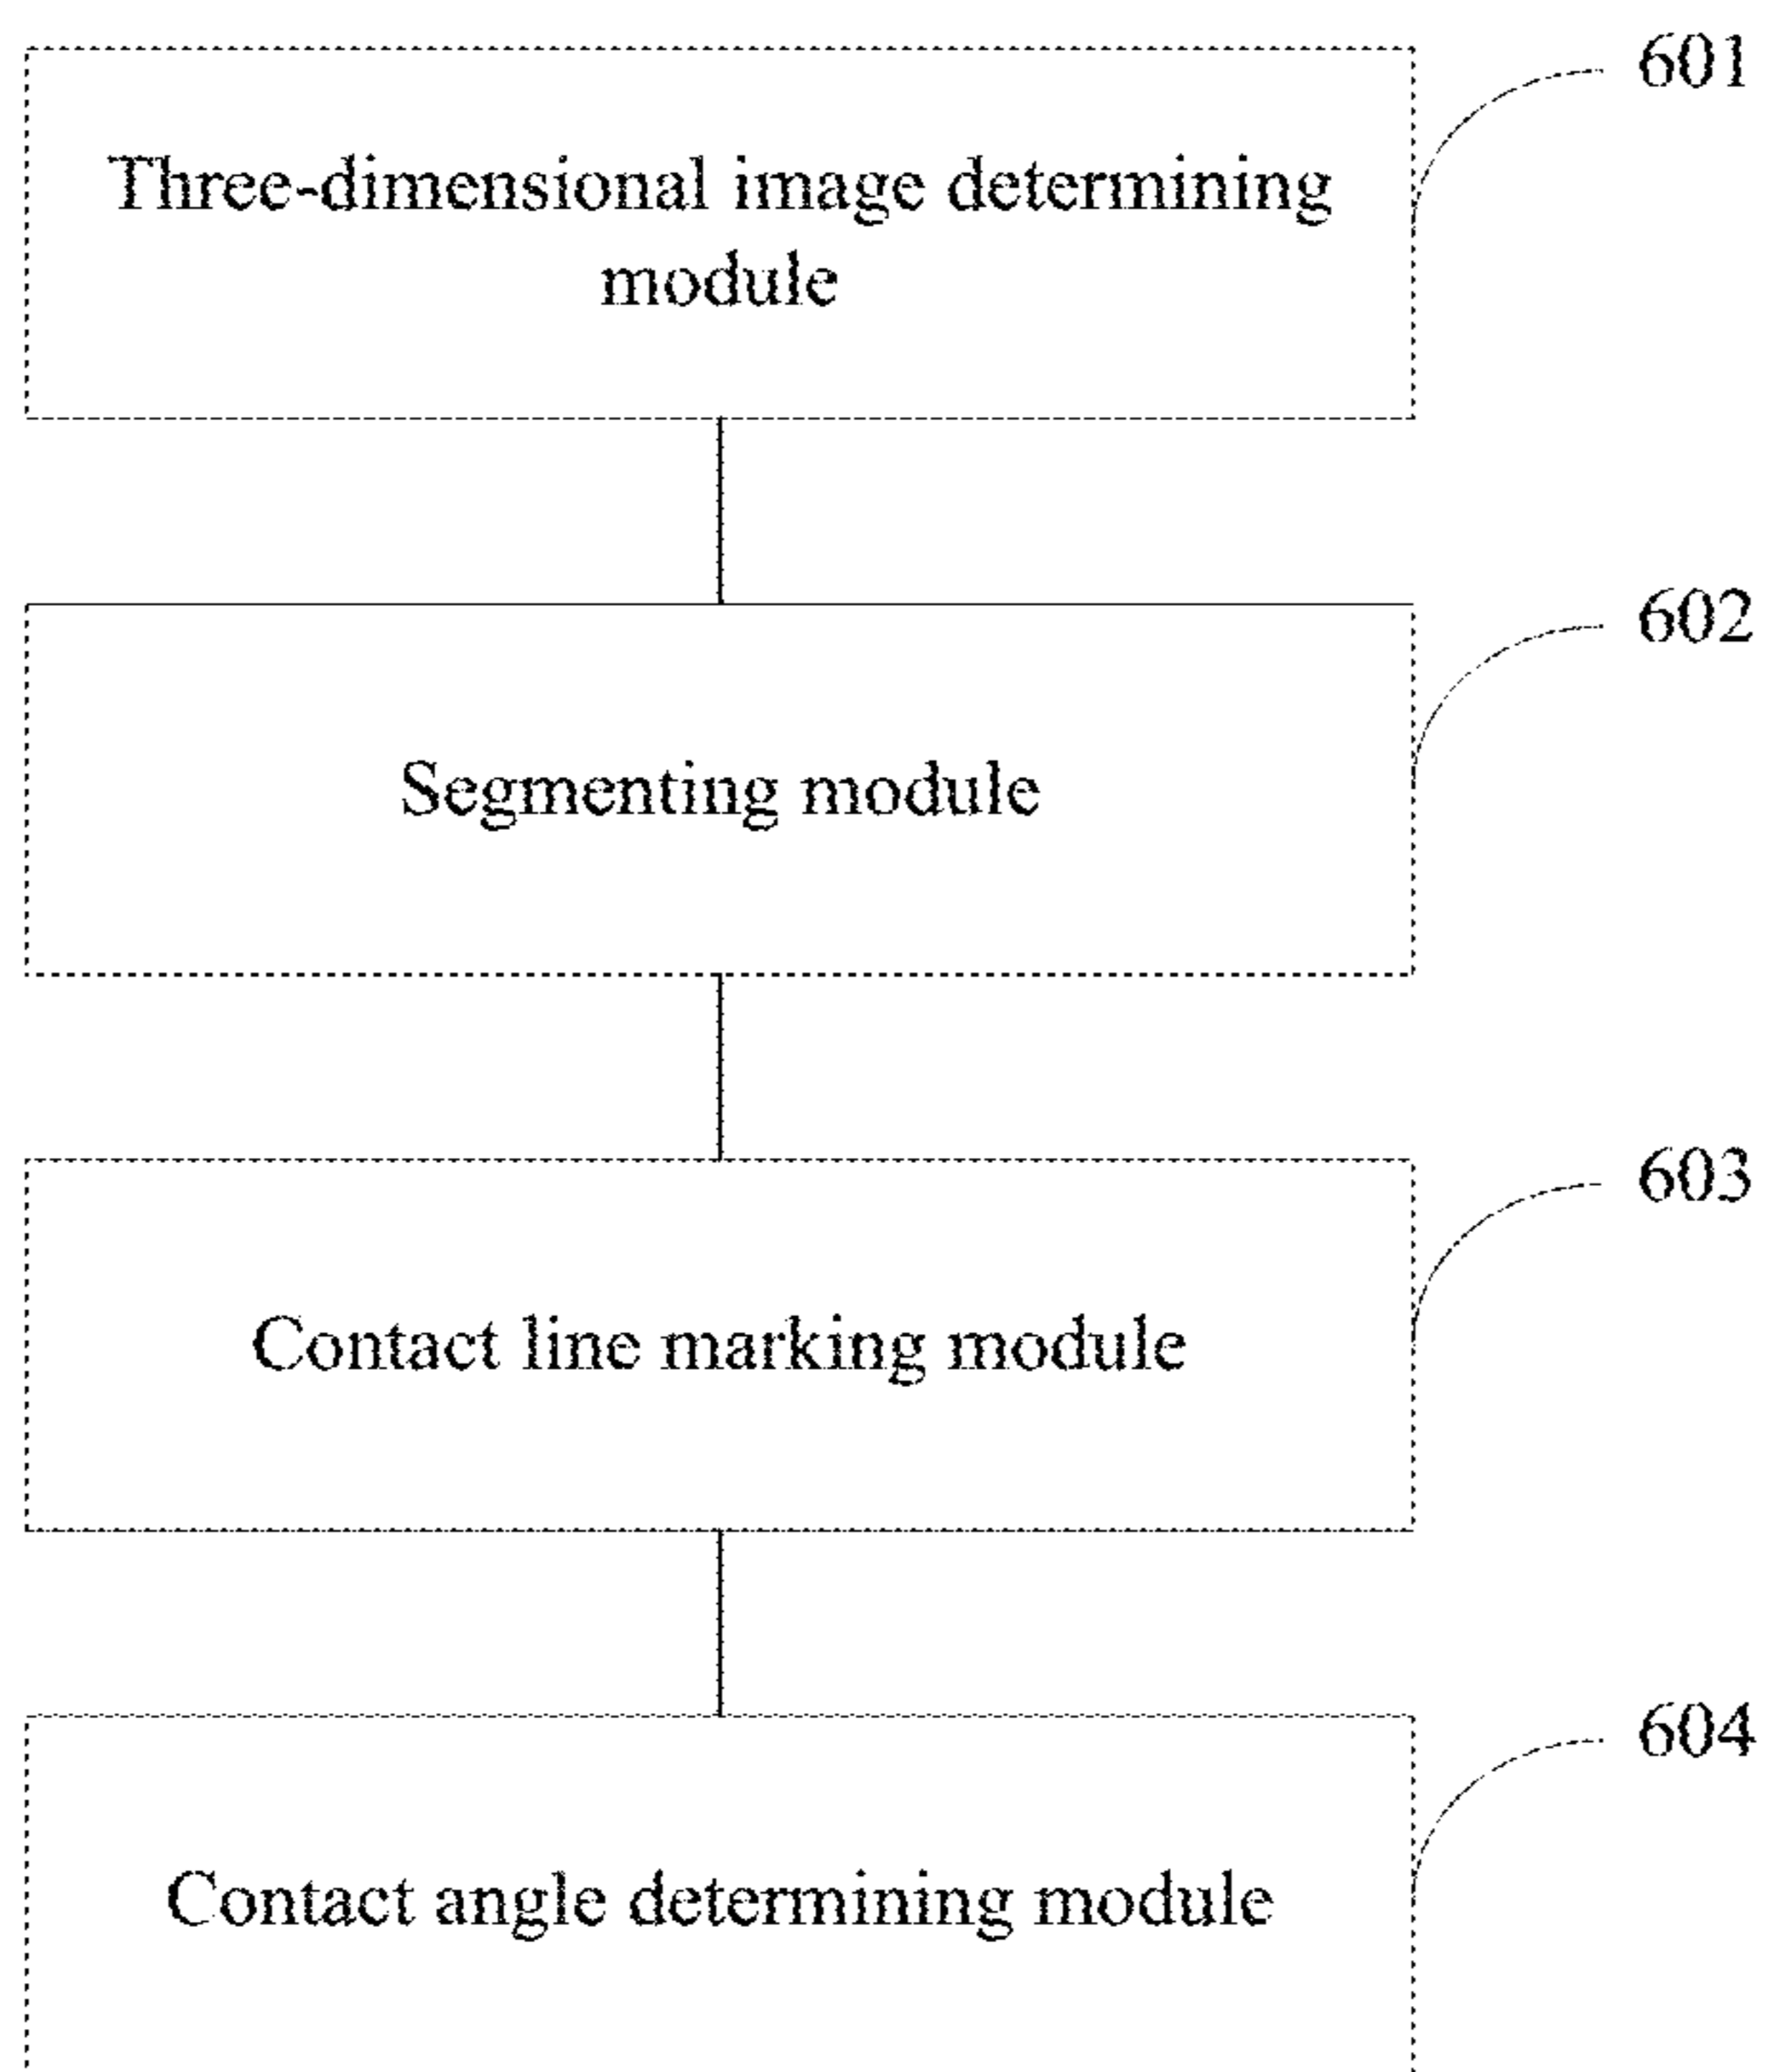 601
Three-dimensional image determining
module
602
Segmenting module
603
Contact line marking module
604
Contact angle determining module